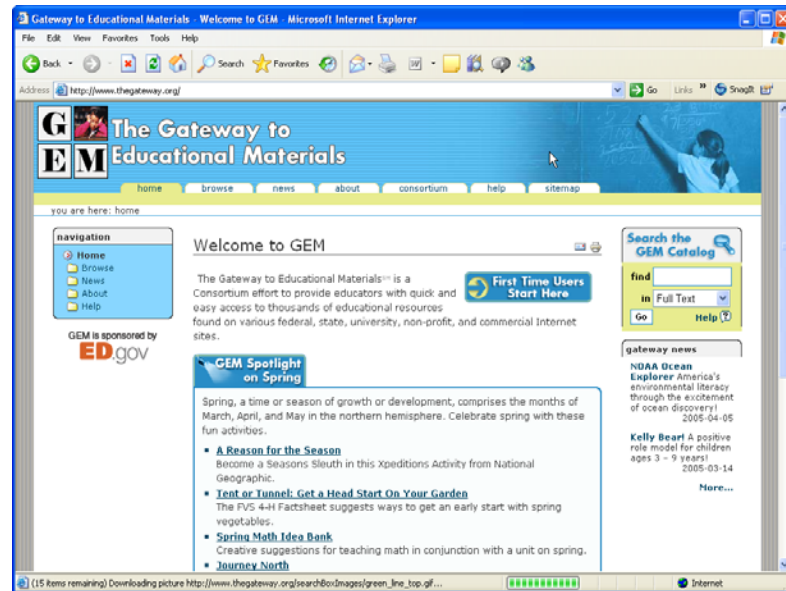 Gateway to Educational Materials - Welcome to GEM - Microsoft Internet Explorer
File Edit View Favorites Tools Help
Back Search Favorites
Address http://www.thegateway.org/ Go Links » SnagIt
GEM The Gateway to
Educational Materials
home browse news about consortium help sitemap
you are here: home
navigation
Home
Browse
News
About
Help
GEM is sponsored by
ED.gov
Welcome to GEM
The Gateway to Educational Materials℠ is a
Consortium effort to provide educators with quick and
easy access to thousands of educational resources
found on various federal, state, university, non-profit, and commercial Internet
sites.
First Time Users
Start Here
GEM Spotlight
on Spring
Spring, a time or season of growth or development, comprises the months of
March, April, and May in the northern hemisphere. Celebrate spring with these
fun activities.
A Reason for the Season
Become a Seasons Sleuth in this Xpeditions Activity from National
Geographic.
Tent or Tunnel: Get a Head Start On Your Garden
The FVS 4-H Factsheet suggests ways to get an early start with spring
vegetables.
Spring Math Idea Bank
Creative suggestions for teaching math in conjunction with a unit on spring.
Journey North
Search the
GEM Catalog
find
in Full Text
Go Help ?
gateway news
NOAA Ocean
Explorer America's
environmental literacy
through the excitement
of ocean discovery!
2005-04-05
Kelly Bear! A positive
role model for children
ages 3 – 9 years!
2005-03-14
More...
(15 items remaining) Downloading picture http://www.thegateway.org/searchBoxImages/green_line_top.gif... Internet